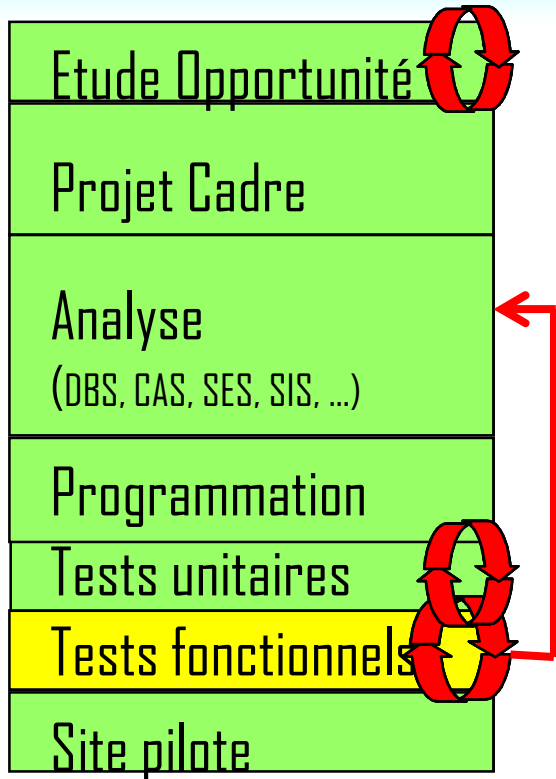 Etude Opportunité
Projet Cadre
Analyse
(DBS, CAS, SES, SIS, ...)
Programmation
Tests unitaires
Tests fonctionnels
Site pilote